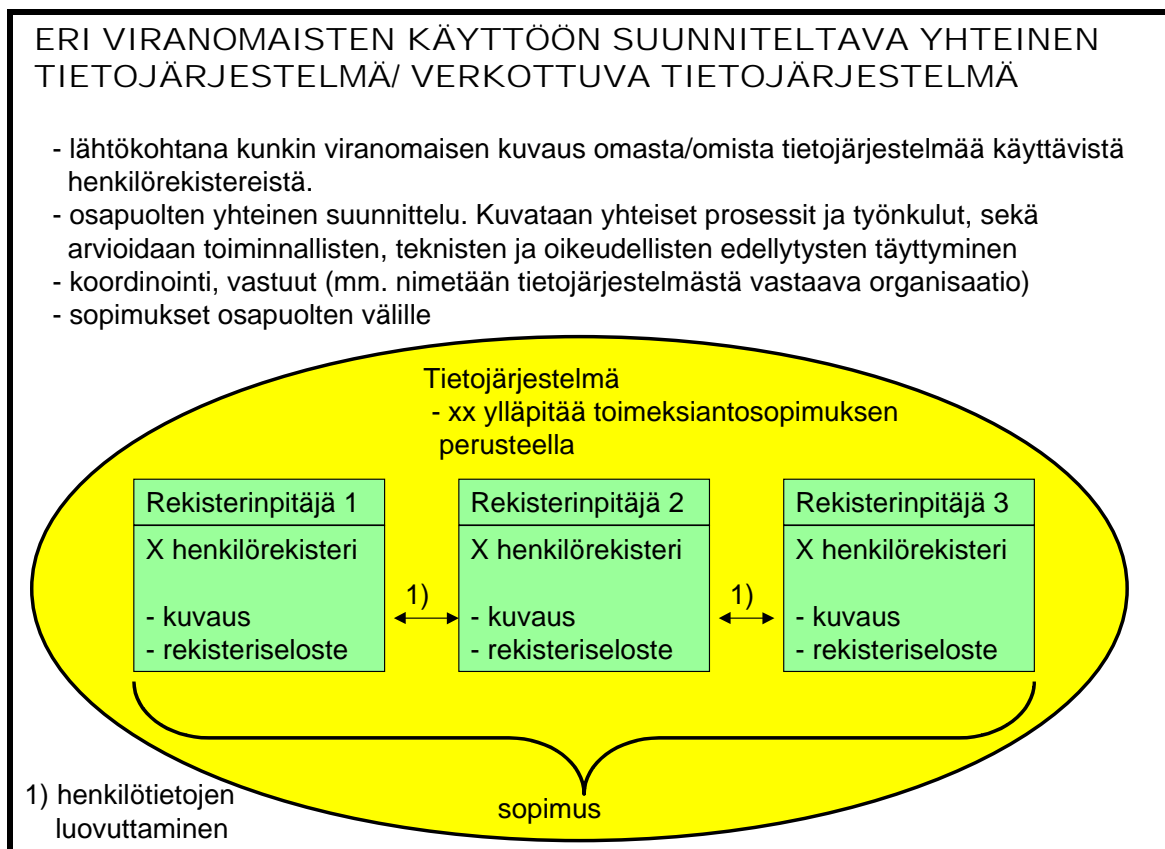 ERI VIRANOMAISTEN KÄYTTÖÖN SUUNNITELTAVA YHTEINEN
TIETOJÄRJESTELMÄ/ VERKOTTUVA TIETOJÄRJESTELMÄ
- lähtökohtana kunkin viranomaisen kuvaus omasta/omista tietojärjestelmää käyttävistä
henkilörekistereistä.
- osapuolten yhteinen suunnittelu. Kuvataan yhteiset prosessit ja työnkulut, sekä
arvioidaan toiminnallisten, teknisten ja oikeudellisten edellytysten täyttyminen
- koordinointi, vastuut (mm. nimetään tietojärjestelmästä vastaava organisaatio)
- sopimukset osapuolten välille
Tietojärjestelmä
- xx ylläpitää toimeksiantosopimuksen
perusteella
Rekisterinpitäjä 1
X henkilörekisteri
- kuvaus
- rekisteriseloste
1)
Rekisterinpitäjä 2
X henkilörekisteri
- kuvaus
- rekisteriseloste
1)
Rekisterinpitäjä 3
X henkilörekisteri
- kuvaus
- rekisteriseloste
sopimus
1) henkilötietojen
luovuttaminen